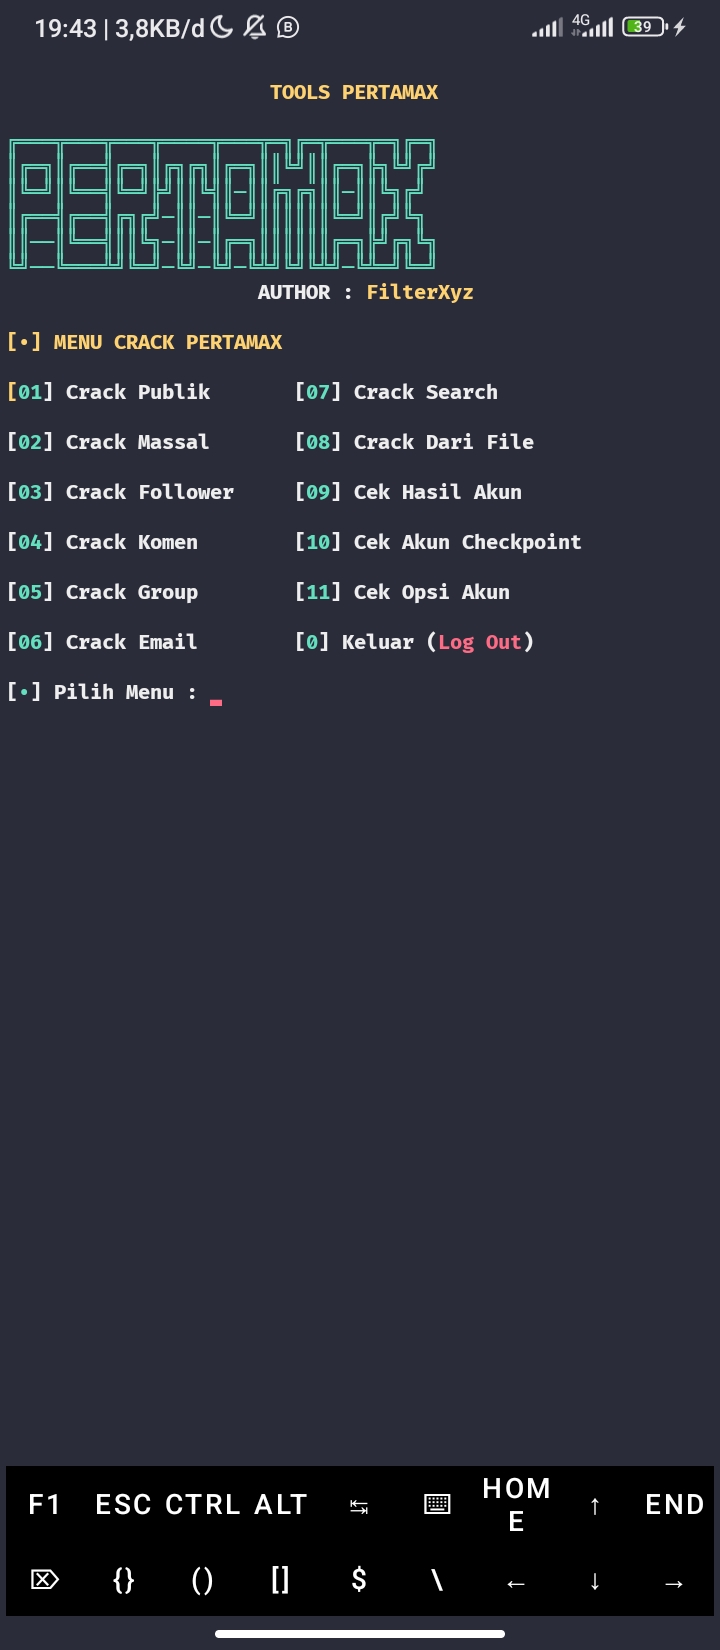 19:43 | 3,8KB/d B 4G 39
TOOLS PERTAMAX
PERTAMAX
AUTHOR : FilterXyz
[•] MENU CRACK PERTAMAX
[01] Crack Publik [07] Crack Search
[02] Crack Massal [08] Crack Dari File
[03] Crack Follower [09] Cek Hasil Akun
[04] Crack Komen [10] Cek Akun Checkpoint
[05] Crack Group [11] Cek Opsi Akun
[06] Crack Email [0] Keluar (Log Out)
[•] Pilih Menu :
F1 ESC CTRL ALT ↹ ⌨ HOME ↑ END
⌦ {} () [] $ \ ← ↓ →